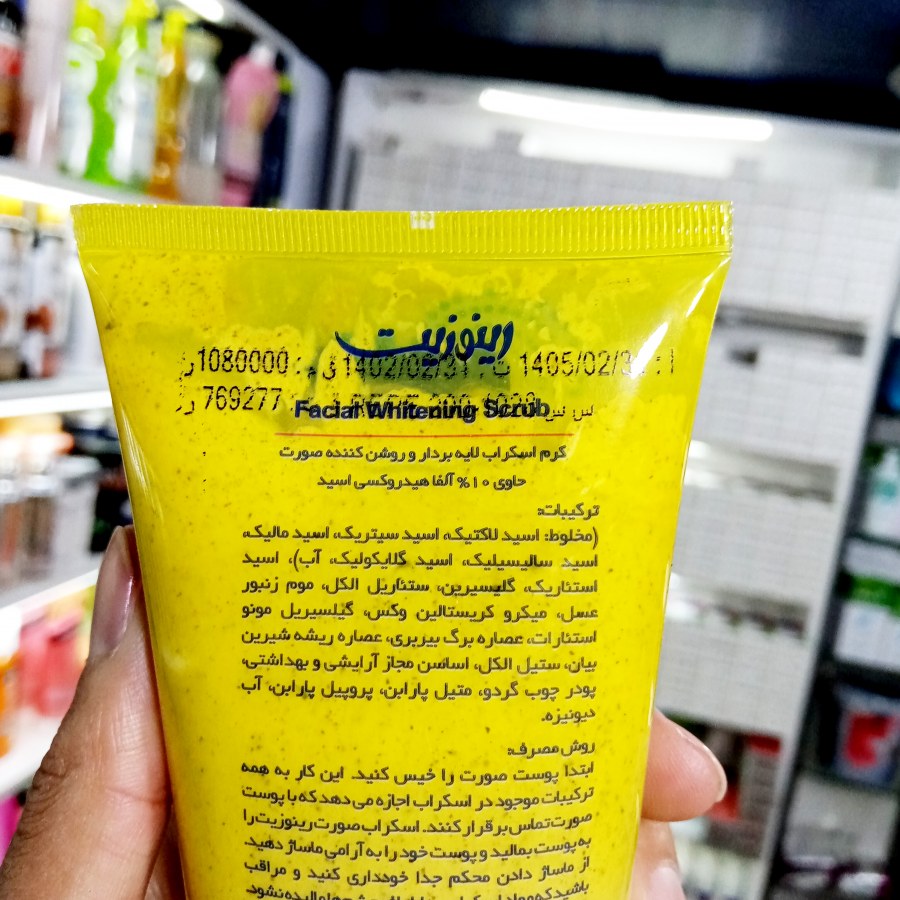 رینوزیت
ا : 1405/02/31 ت : 1402/02/31 ق م : 1080000 ر
س س 769277 ر
Facial Whitening Scrub
کرم اسکراب لایه بردار و روشن کننده صورت
حاوی ۱۰% آلفا هیدروکسی اسید
ترکیبات:
(مخلوط: اسید لاکتیک، اسید سیتریک، اسید مالیک،
اسید سالیسیلیک، اسید گلایکولیک، آب)، اسید
استئاریک، گلیسیرین، ستئاریل الکل، موم زنبور
عسل، میکرو کریستالین وکس، گیلسیریل مونو
استئارات، عصاره برگ بیربری، عصاره ریشه شیرین
بیان، ستیل الکل، اسانس مجاز آرایشی و بهداشتی،
پودر چوب گردو، متیل پارابن، پروپیل پارابن، آب
دیونیزه.
روش مصرف:
ابتدا پوست صورت را خیس کنید. این کار به همه
ترکیبات موجود در اسکراب اجازه می دهد که با پوست
صورت تماس برقرار کنند. اسکراب صورت رینوزیت را
به پوست بمالید و پوست خود را به آرامی ماساژ دهید.
از ماساژ دادن محکم جدا خودداری کنید و مراقب
باشید که مواد